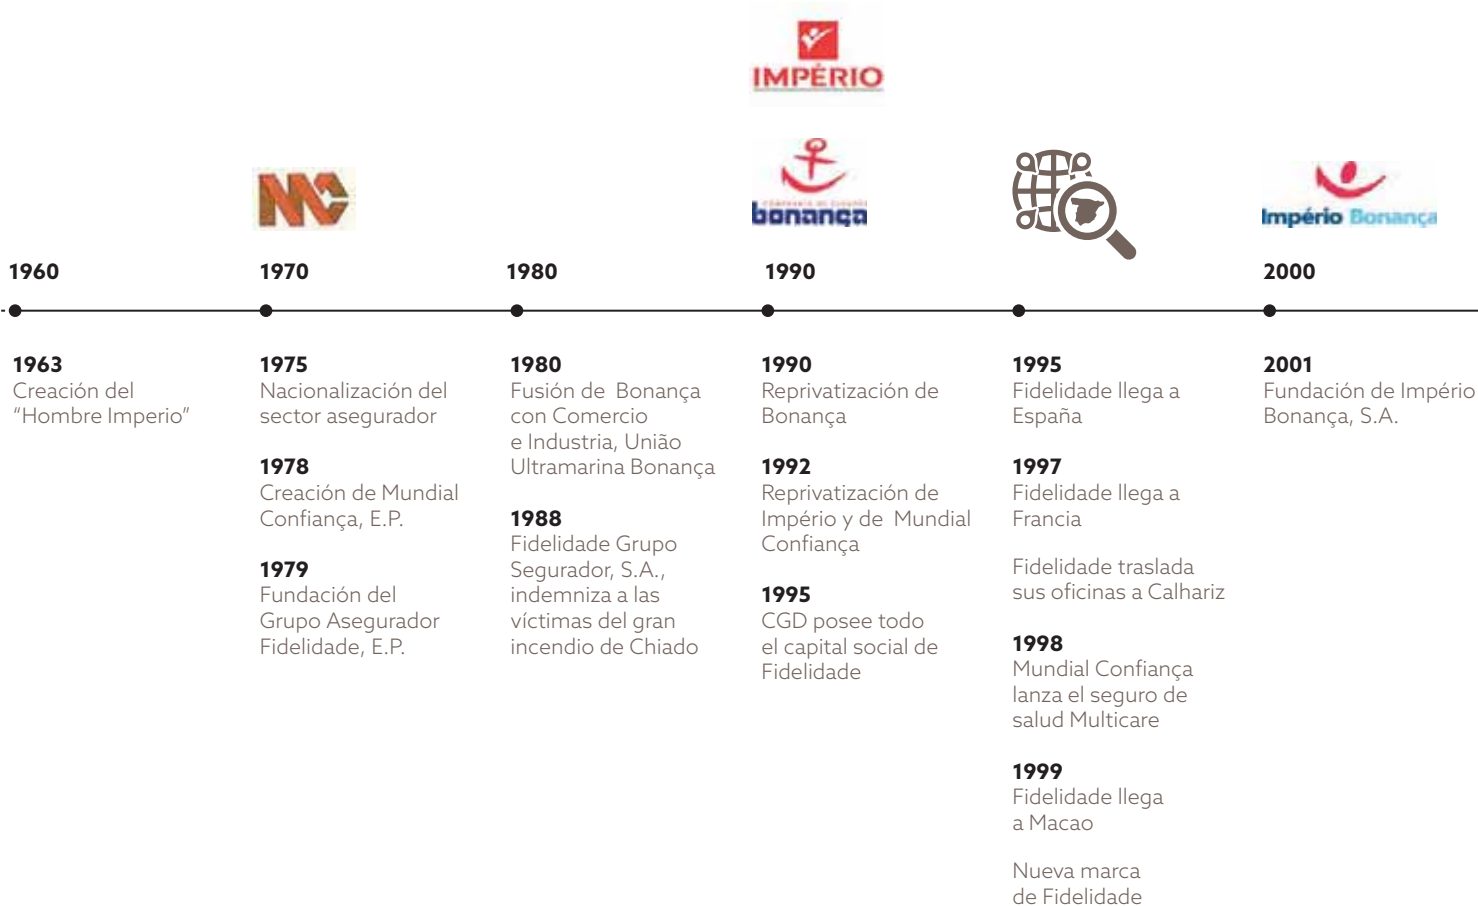 IMPÉRIO
bonança
Império Bonança
1960
1970
1980
1990
2000
1963
Creación del
“Hombre Imperio”
1975
Nacionalización del
sector asegurador
1978
Creación de Mundial
Confiança, E.P.
1979
Fundación del
Grupo Asegurador
Fidelidade, E.P.
1980
Fusión de Bonança
con Comercio
e Industria, União
Ultramarina Bonança
1988
Fidelidade Grupo
Segurador, S.A.,
indemniza a las
víctimas del gran
incendio de Chiado
1990
Reprivatización de
Bonança
1992
Reprivatización de
Império y de Mundial
Confiança
1995
CGD posee todo
el capital social de
Fidelidade
1995
Fidelidade llega a
España
1997
Fidelidade llega a
Francia
Fidelidade traslada
sus oficinas a Calhariz
1998
Mundial Confiança
lanza el seguro de
salud Multicare
1999
Fidelidade llega
a Macao
Nueva marca
de Fidelidade
2001
Fundación de Império
Bonança, S.A.